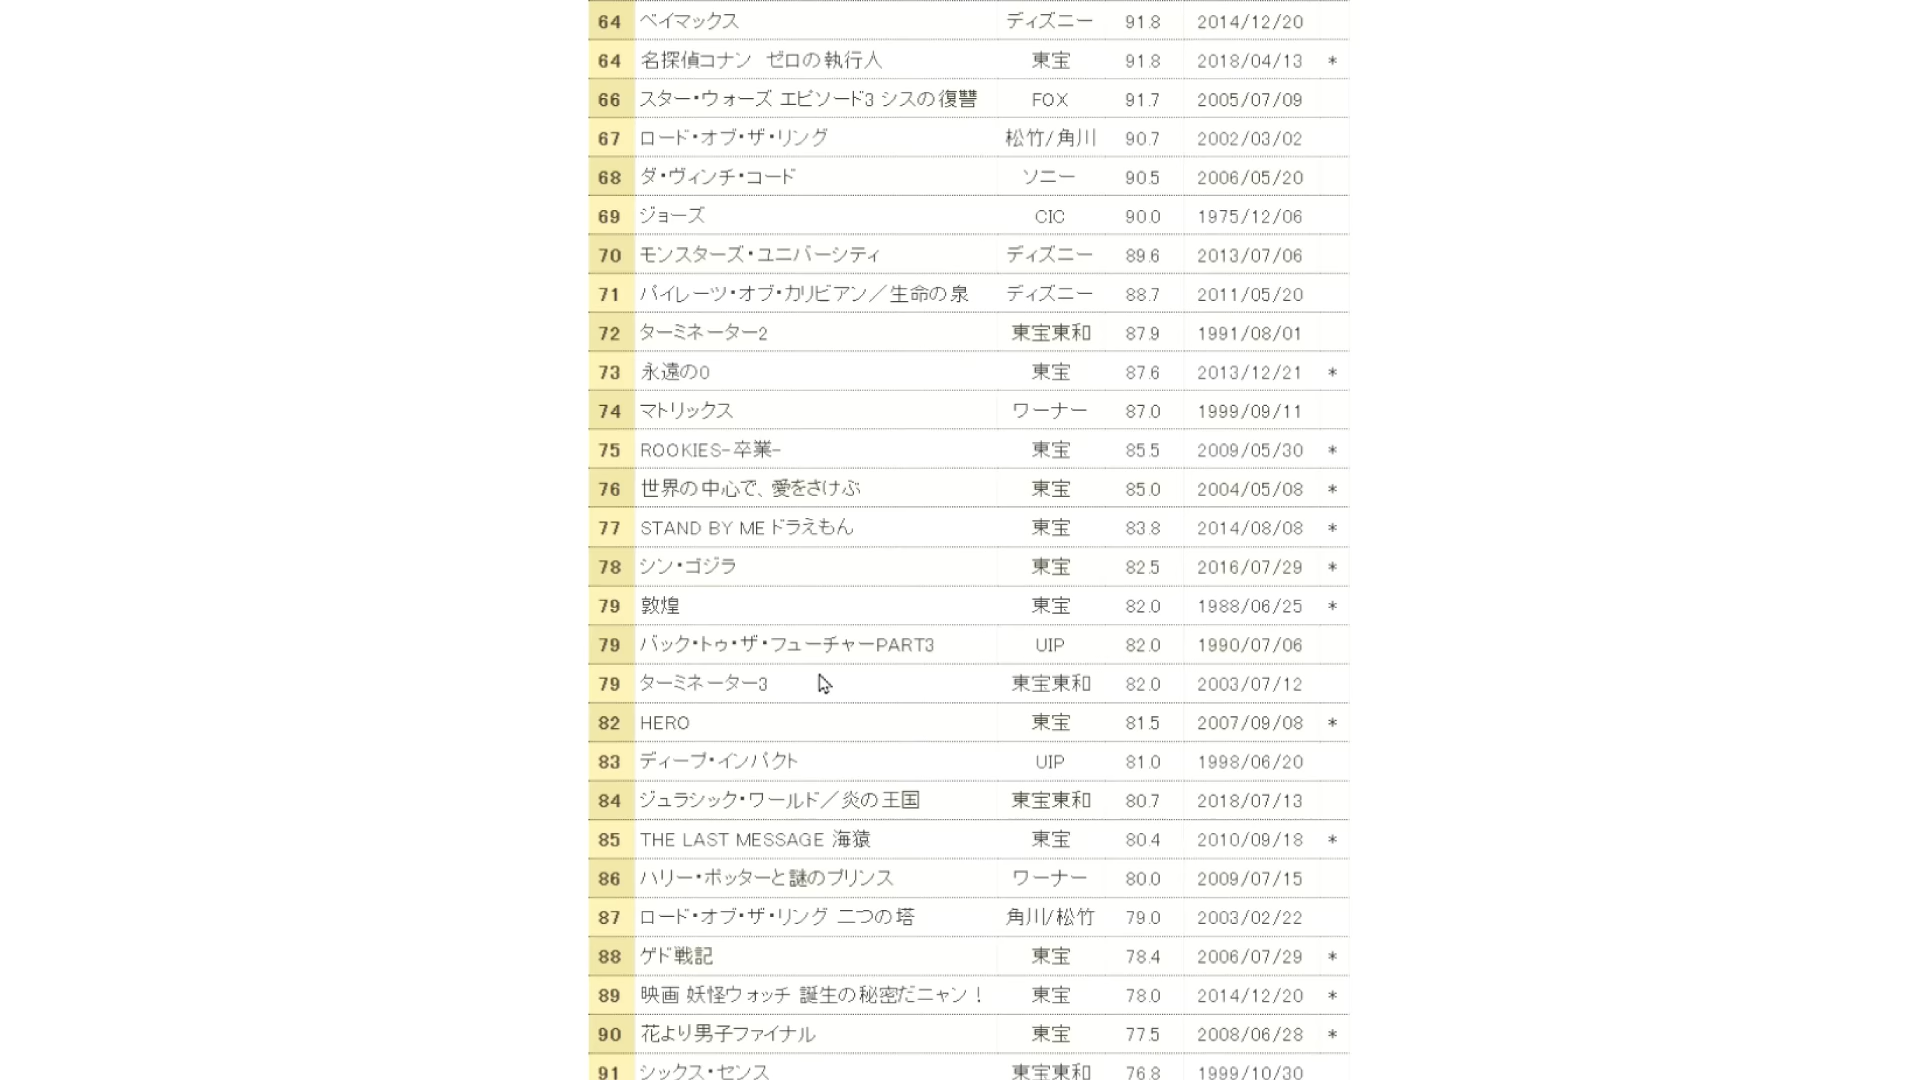 64 ベイマックス ディズニー 91.8 2014/12/20
64 名探偵コナン ゼロの執行人 東宝 91.8 2018/04/13 *
66 スター・ウォーズ エピソード3 シスの復讐 FOX 91.7 2005/07/09
67 ロード・オブ・ザ・リング 松竹/角川 90.7 2002/03/02
68 ダ・ヴィンチ・コード ソニー 90.5 2006/05/20
69 ジョーズ CIC 90.0 1975/12/06
70 モンスターズ・ユニバーシティ ディズニー 89.6 2013/07/06
71 パイレーツ・オブ・カリビアン／生命の泉 ディズニー 88.7 2011/05/20
72 ターミネーター2 東宝東和 87.9 1991/08/01
73 永遠の0 東宝 87.6 2013/12/21 *
74 マトリックス ワーナー 87.0 1999/09/11
75 ROOKIES-卒業- 東宝 85.5 2009/05/30 *
76 世界の中心で、愛をさけぶ 東宝 85.0 2004/05/08 *
77 STAND BY ME ドラえもん 東宝 83.8 2014/08/08 *
78 シン・ゴジラ 東宝 82.5 2016/07/29 *
79 敦煌 東宝 82.0 1988/06/25 *
79 バック・トゥ・ザ・フューチャーPART3 UIP 82.0 1990/07/06
79 ターミネーター3 東宝東和 82.0 2003/07/12
82 HERO 東宝 81.5 2007/09/08 *
83 ディープ・インパクト UIP 81.0 1998/06/20
84 ジュラシック・ワールド／炎の王国 東宝東和 80.7 2018/07/13
85 THE LAST MESSAGE 海猿 東宝 80.4 2010/09/18 *
86 ハリー・ポッターと謎のプリンス ワーナー 80.0 2009/07/15
87 ロード・オブ・ザ・リング 二つの塔 角川/松竹 79.0 2003/02/22
88 ゲド戦記 東宝 78.4 2006/07/29 *
89 映画 妖怪ウォッチ 誕生の秘密だニャン！ 東宝 78.0 2014/12/20 *
90 花より男子ファイナル 東宝 77.5 2008/06/28 *
91 シックス・センス 東宝東和 76.8 1999/10/30